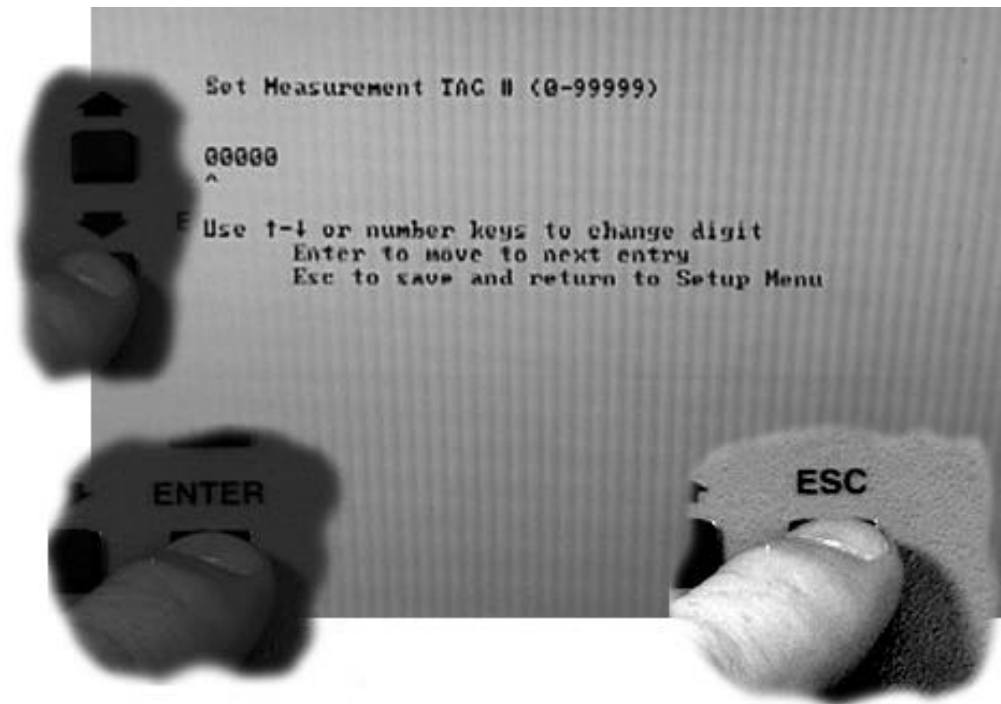 Set Measurement TAG # (0-99999)
00000
^
Use ↑-↓ or number keys to change digit
Enter to move to next entry
Esc to save and return to Setup Menu
ENTER
ESC